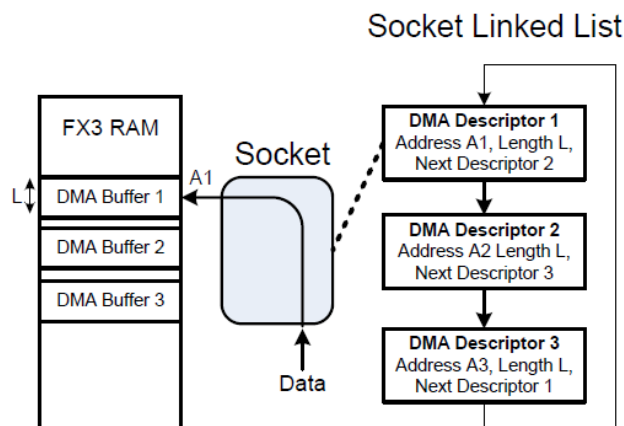 Socket Linked List
FX3 RAM
L
DMA Buffer 1
DMA Buffer 2
DMA Buffer 3
A1
Socket
Data
DMA Descriptor 1
Address A1, Length L,
Next Descriptor 2
DMA Descriptor 2
Address A2 Length L,
Next Descriptor 3
DMA Descriptor 3
Address A3, Length L,
Next Descriptor 1